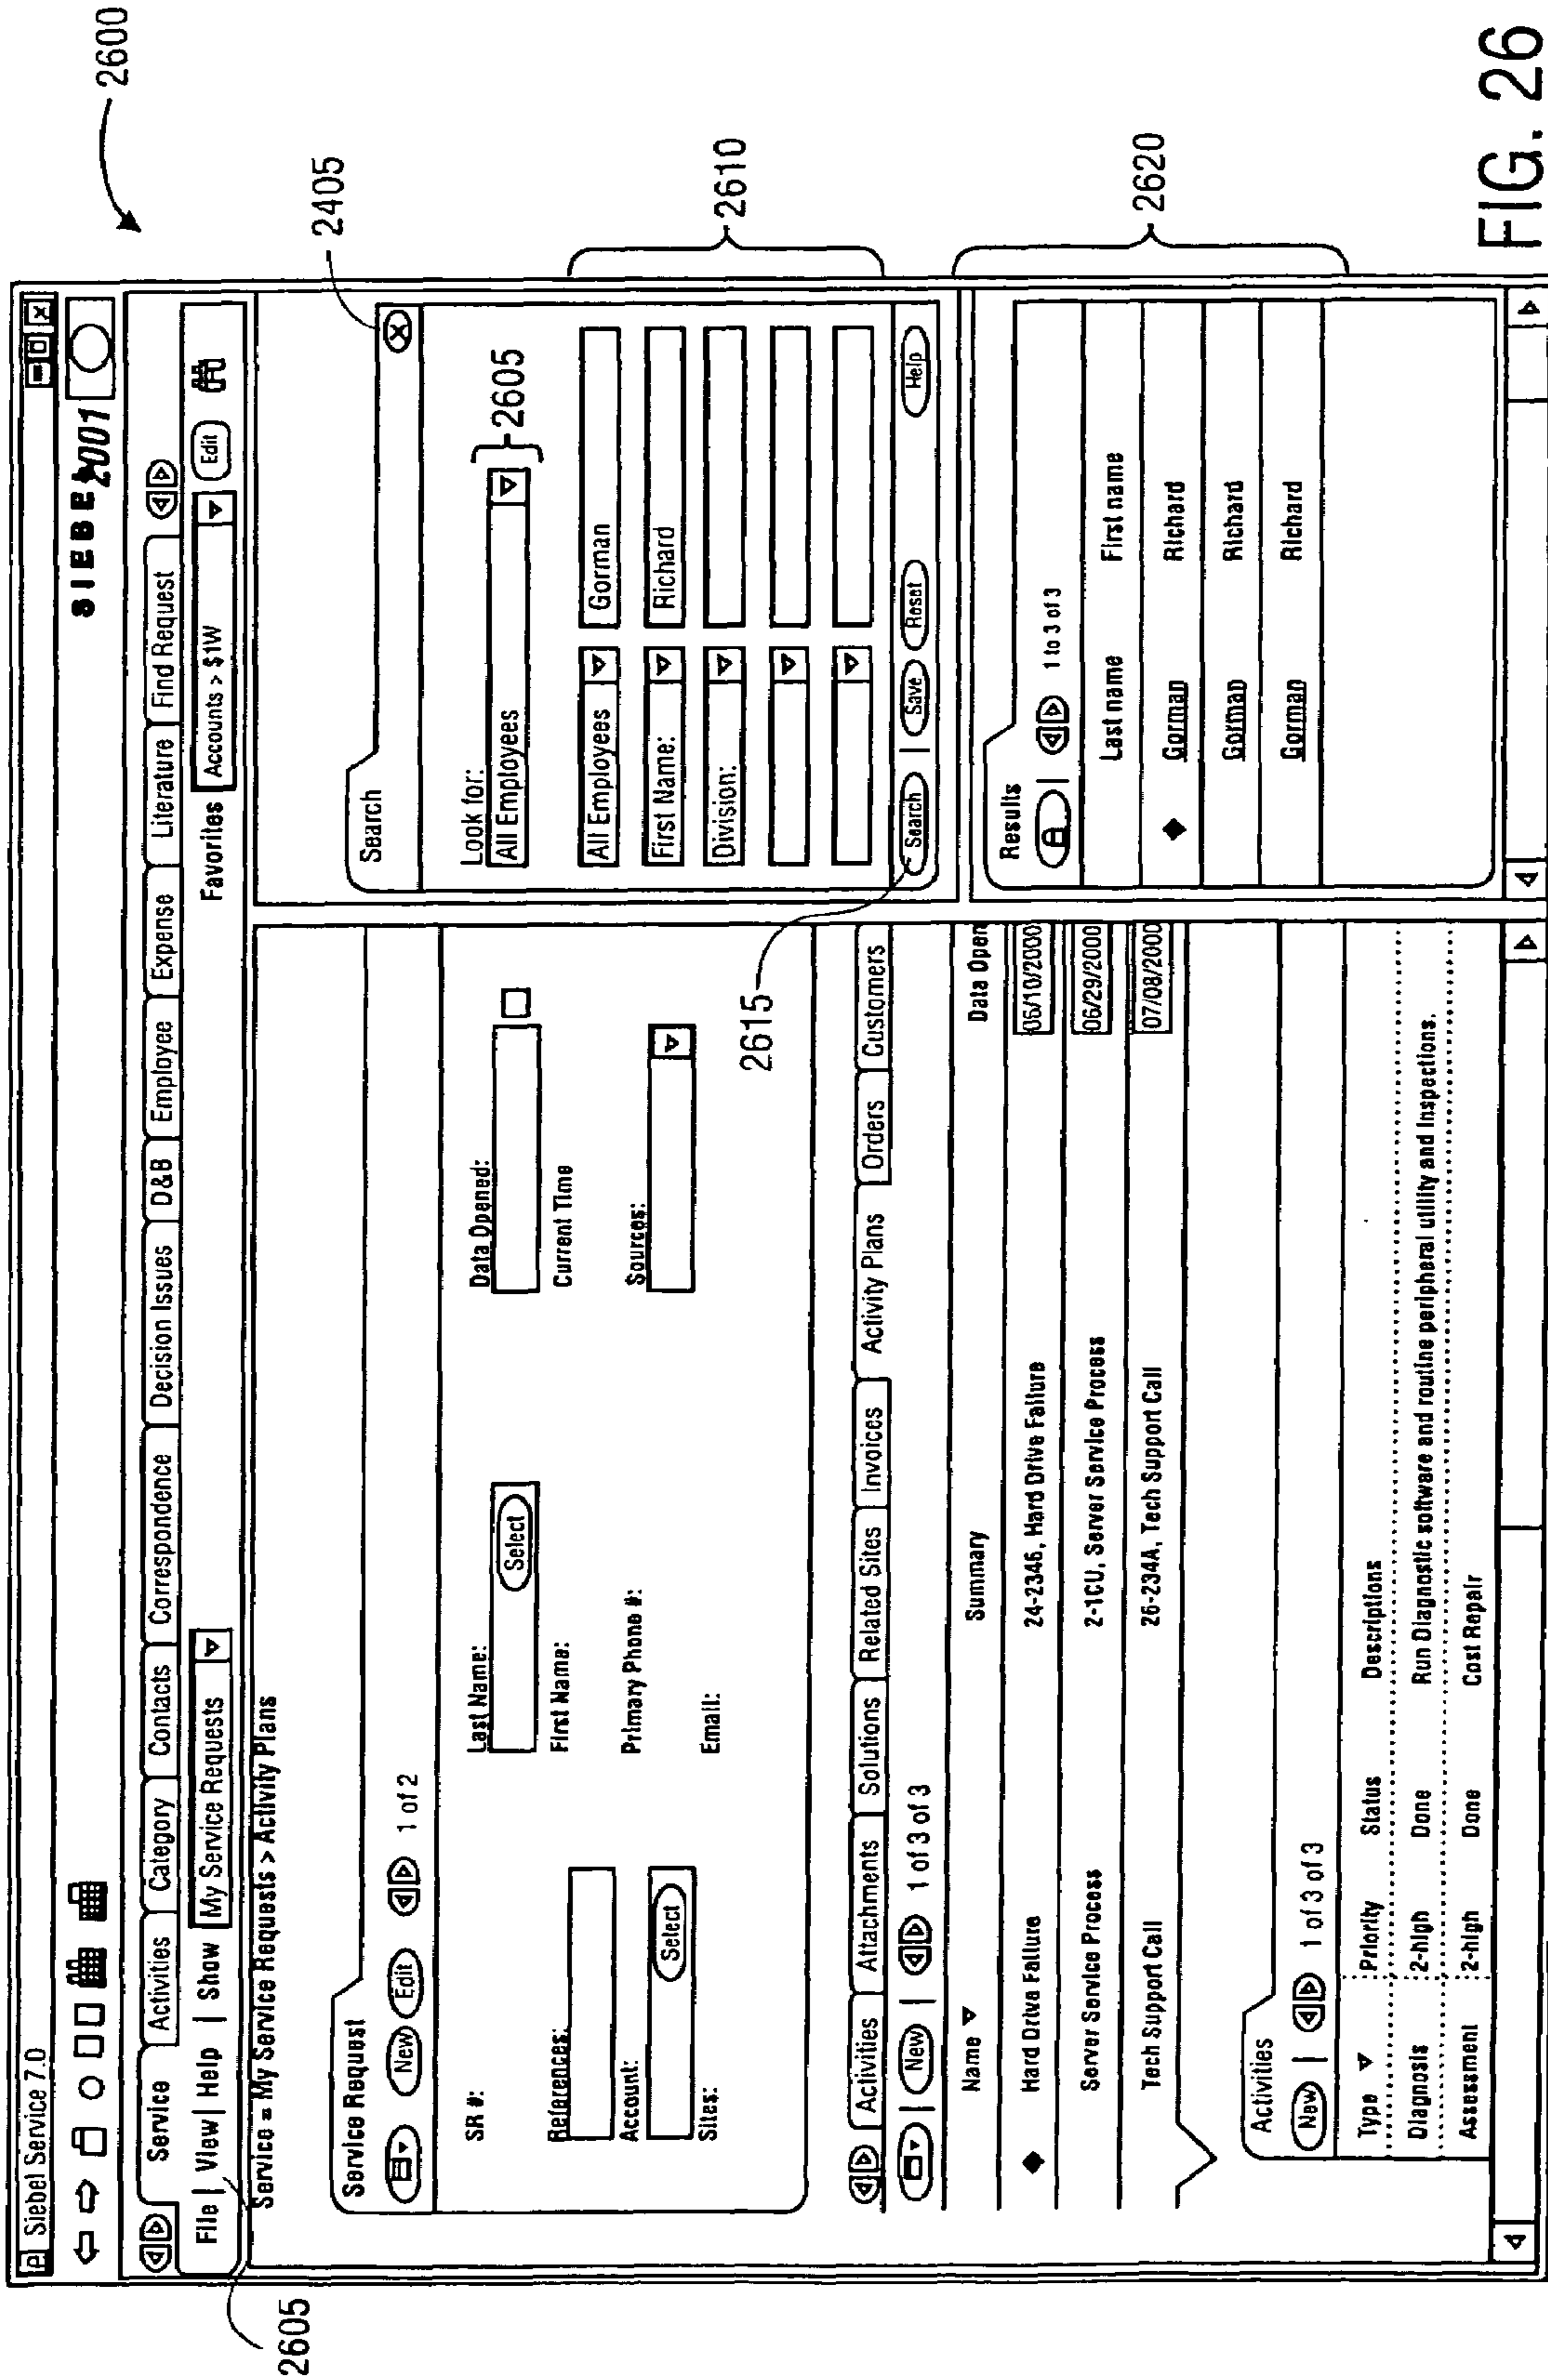 2600
Siebel Service 7.0
SIEBEL 2001
Service Activities Category Contacts Correspondence Decision Issues D&B Employee Expense Literature Find Request
File | View | Help | Show My Service Requests Favorites Accounts > $1W Edit
2605
Service = My Service Requests > Activity Plans
Service Request
New Edit 1 of 2
SR #:
Last Name:
Data Opened:
Select
First Name:
Current Time
References:
Account:
Primary Phone #:
Sources:
Select
Sites:
Email:
Activities Attachments Solutions Related Sites Invoices Activity Plans Orders Customers
New | 1 of 3 of 3
Name Summary Data Open
Hard Drive Failure 24-2346, Hard Drive Failure 06/10/2000
Server Service Process 2-1CU, Server Service Process 06/29/2000
Tech Support Call 26-234A, Tech Support Call 07/08/2000
Activities
New | 1 of 3 of 3
Type Priority Status Descriptions
Diagnosis 2-high Done Run Diagnostic software and routine peripheral utility and Inspections.
Assessment 2-high Done Cost Repair
Search
2405
Look for:
All Employees
2605
All Employees Gorman
First Name: Richard
Division:
2610
Search | Save Reset Help
2615
Results
1 to 3 of 3
Last name First name
Gorman Richard
Gorman Richard
Gorman Richard
2620
FIG. 26